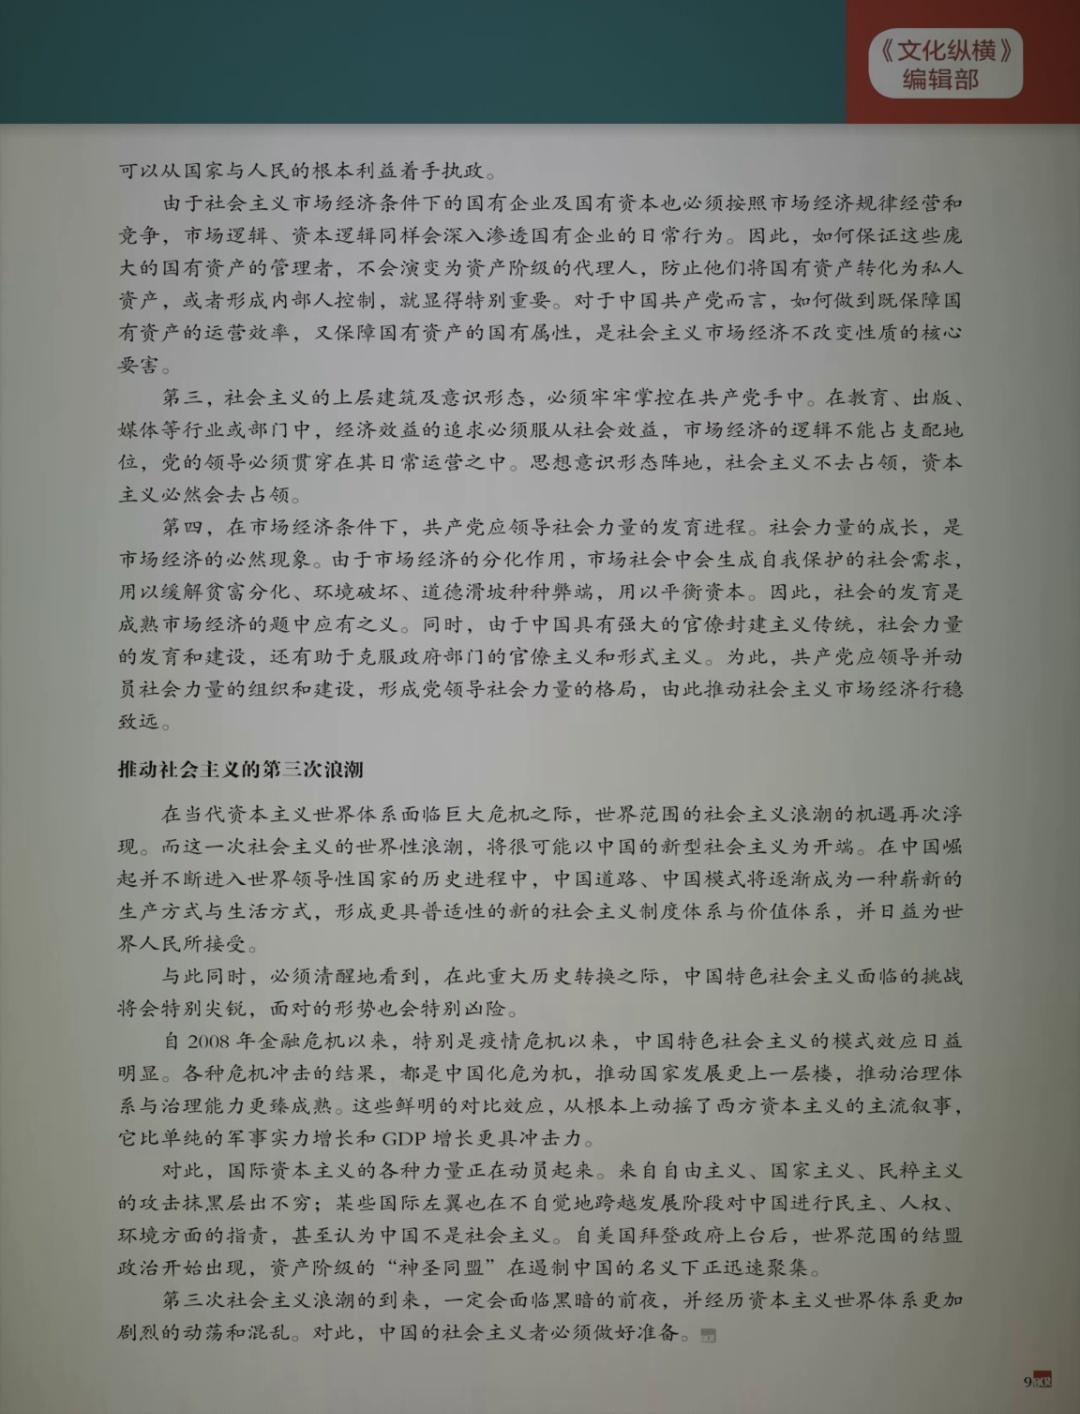 《文化纵横》
编辑部
可以从国家与人民的根本利益着手执政。
由于社会主义市场经济条件下的国有企业及国有资本也必须按照市场经济规律经营和
竞争，市场逻辑、资本逻辑同样会深入渗透国有企业的日常行为。因此，如何保证这些庞
大的国有资产的管理者，不会演变为资产阶级的代理人，防止他们将国有资产转化为私人
资产，或者形成内部人控制，就显得特别重要。对于中国共产党而言，如何做到既保障国
有资产的运营效率，又保障国有资产的国有属性，是社会主义市场经济不改变性质的核心
要害。
第三，社会主义的上层建筑及意识形态，必须牢牢掌控在共产党手中。在教育、出版、
媒体等行业或部门中，经济效益的追求必须服从社会效益，市场经济的逻辑不能占支配地
位，党的领导必须贯穿在其日常运营之中。思想意识形态阵地，社会主义不去占领，资本
主义必然会去占领。
第四，在市场经济条件下，共产党应领导社会力量的发育进程。社会力量的成长，是
市场经济的必然现象。由于市场经济的分化作用，市场社会中会生成自我保护的社会需求，
用以缓解贫富分化、环境破坏、道德滑坡种种弊端，用以平衡资本。因此，社会的发育是
成熟市场经济的题中应有之义。同时，由于中国具有强大的官僚封建主义传统，社会力量
的发育和建设，还有助于克服政府部门的官僚主义和形式主义。为此，共产党应领导并动
员社会力量的组织和建设，形成党领导社会力量的格局，由此推动社会主义市场经济行稳
致远。
推动社会主义的第三次浪潮
在当代资本主义世界体系面临巨大危机之际，世界范围的社会主义浪潮的机遇再次浮
现。而这一次社会主义的世界性浪潮，将很可能以中国的新型社会主义为开端。在中国崛
起并不断进入世界领导性国家的历史进程中，中国道路、中国模式将逐渐成为一种崭新的
生产方式与生活方式，形成更具普适性的新的社会主义制度体系与价值体系，并日益为世
界人民所接受。
与此同时，必须清醒地看到，在此重大历史转换之际，中国特色社会主义面临的挑战
将会特别尖锐，面对的形势也会特别凶险。
自 2008 年金融危机以来，特别是疫情危机以来，中国特色社会主义的模式效应日益
明显。各种危机冲击的结果，都是中国化危为机，推动国家发展更上一层楼，推动治理体
系与治理能力更臻成熟。这些鲜明的对比效应，从根本上动摇了西方资本主义的主流叙事，
它比单纯的军事实力增长和 GDP 增长更具冲击力。
对此，国际资本主义的各种力量正在动员起来。来自自由主义、国家主义、民粹主义
的攻击抹黑层出不穷；某些国际左翼也在不自觉地跨越发展阶段对中国进行民主、人权、
环境方面的指责，甚至认为中国不是社会主义。自美国拜登政府上台后，世界范围的结盟
政治开始出现，资产阶级的“神圣同盟”在遏制中国的名义下正迅速聚集。
第三次社会主义浪潮的到来，一定会面临黑暗的前夜，并经历资本主义世界体系更加
剧烈的动荡和混乱。对此，中国的社会主义者必须做好准备。
9